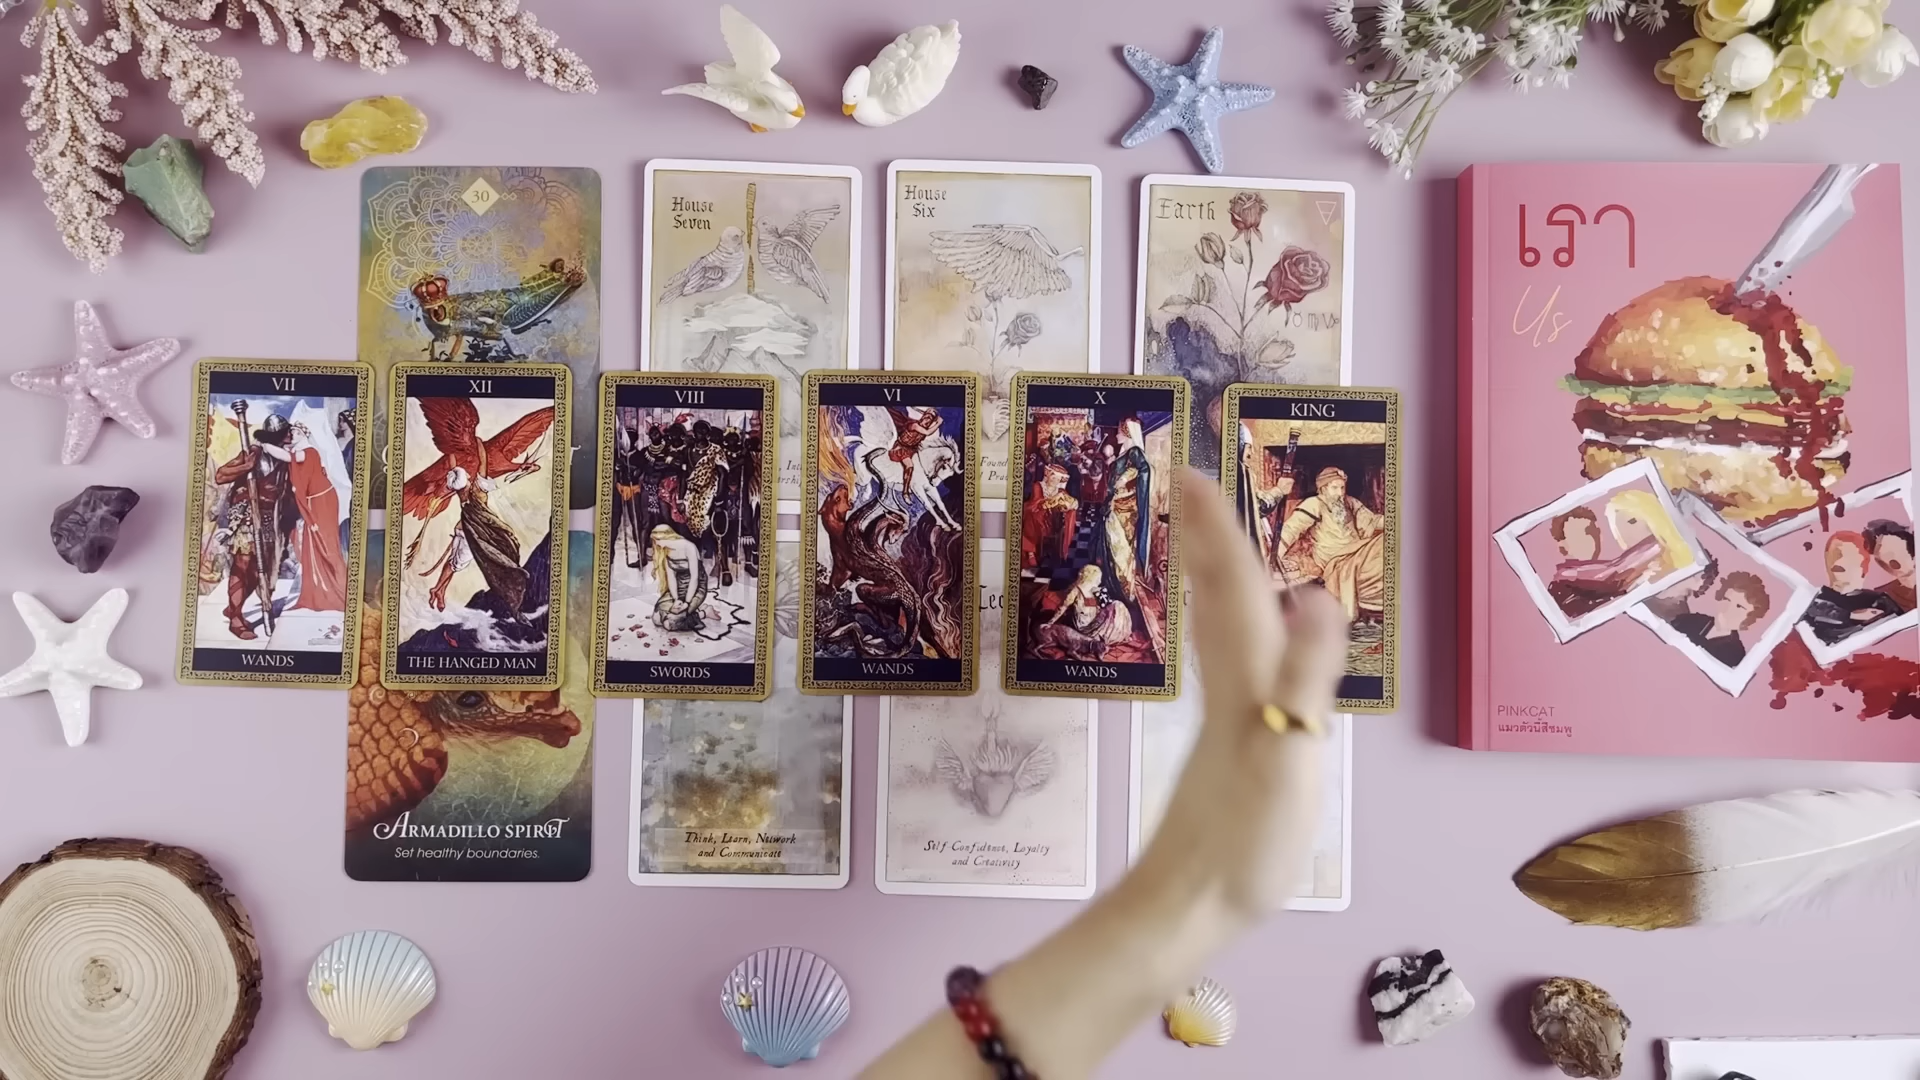 30
House
Seven
House
Six
Earth
VII
WANDS
XII
THE HANGED MAN
VIII
SWORDS
VI
WANDS
X
WANDS
KING
ARMADILLO SPIRIT
Set healthy boundaries.
Think, Learn, Network
and Communicate
Self-Confidence, Loyalty
and Creativity
เรา
Us
PINKCAT
แมวตัวนี้สีชมพู